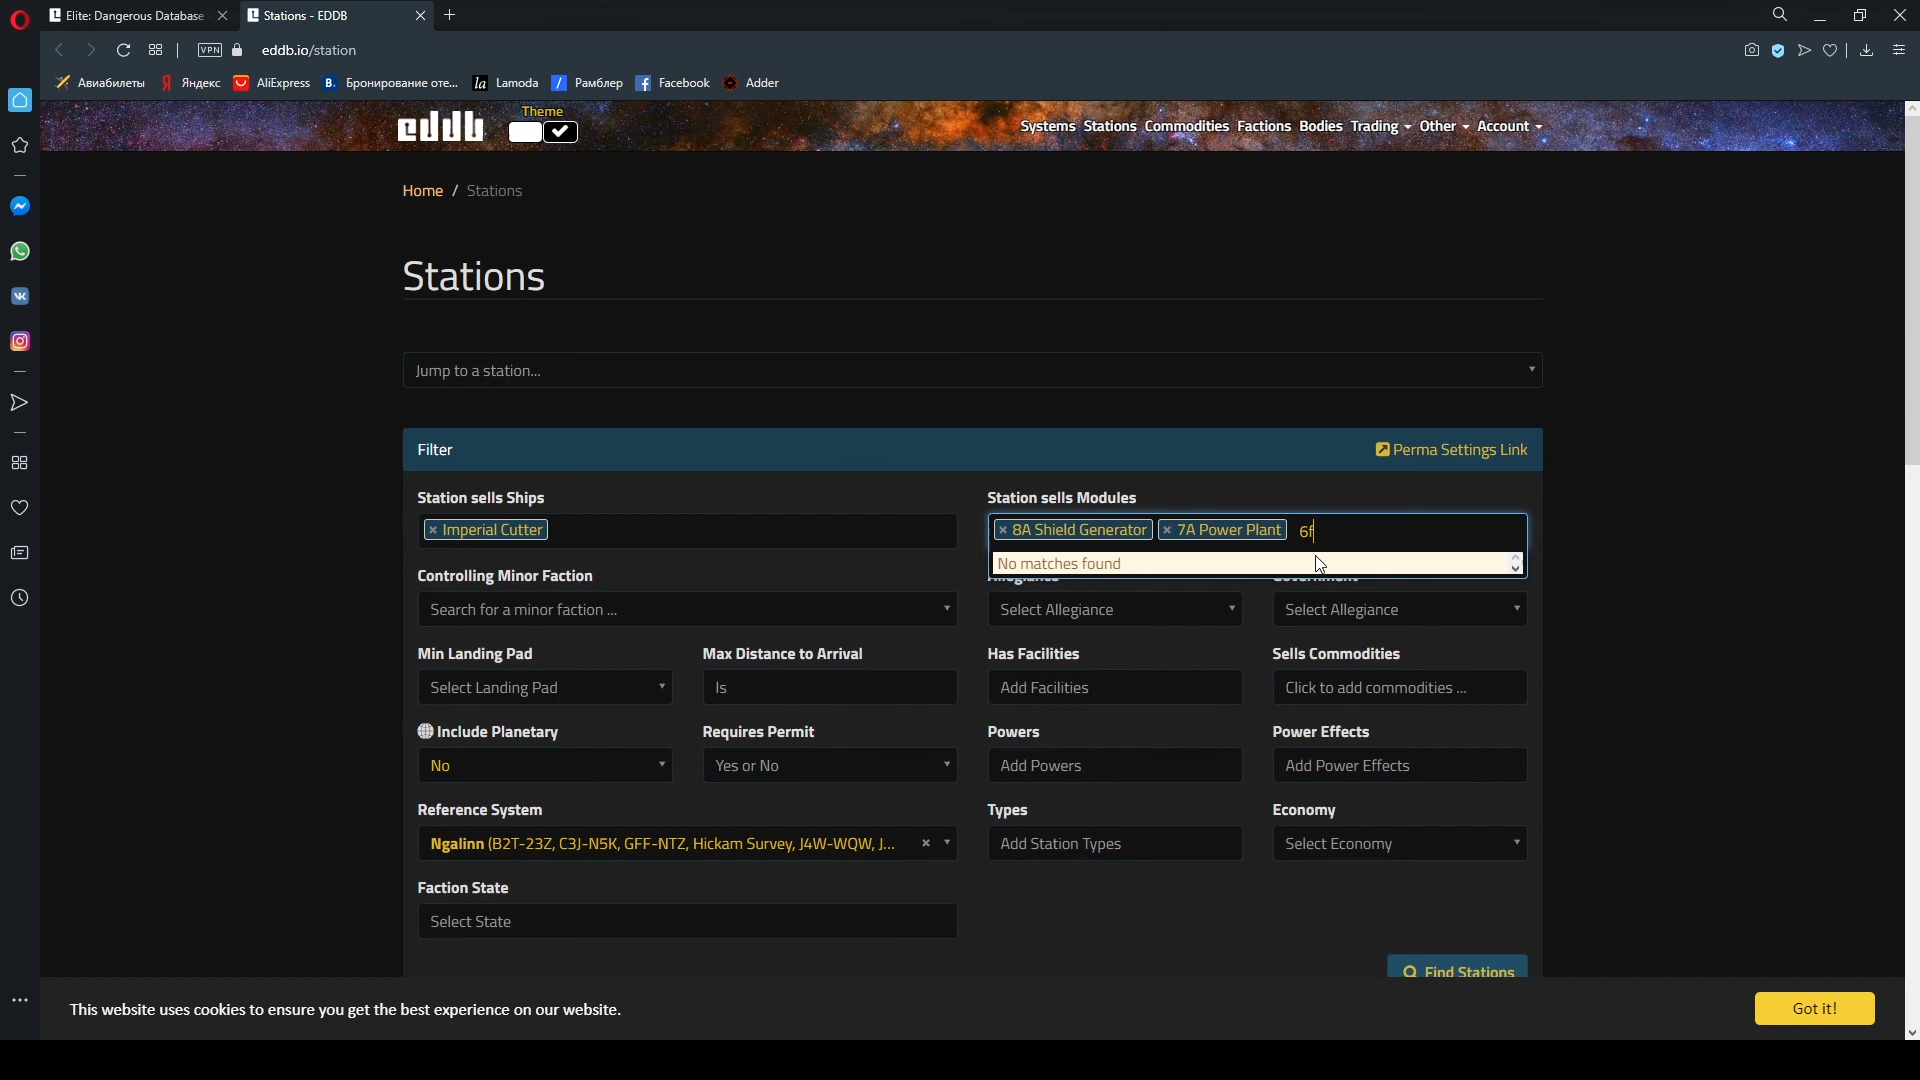 Elite: Dangerous Database
Stations - EDDB
VPN
eddb.io/station
Авиабилеты Яндекс AliExpress Бронирование оте... Lamoda Рамблер Facebook Adder
eddb
Theme
Systems Stations Commodities Factions Bodies Trading Other Account
Home / Stations
Stations
Jump to a station...
Filter
Perma Settings Link
Station sells Ships
Station sells Modules
× Imperial Cutter
× 8A Shield Generator × 7A Power Plant 6f
No matches found
Controlling Minor Faction
Search for a minor faction ...
Select Allegiance
Select Allegiance
Min Landing Pad
Max Distance to Arrival
Has Facilities
Sells Commodities
Select Landing Pad
Is
Add Facilities
Click to add commodities ...
Include Planetary
Requires Permit
Powers
Power Effects
No
Yes or No
Add Powers
Add Power Effects
Reference System
Types
Economy
Ngalinn (B2T-23Z, C3J-N5K, GFF-NTZ, Hickam Survey, J4W-WQW, J... ×
Add Station Types
Select Economy
Faction State
Select State
Find Stations
This website uses cookies to ensure you get the best experience on our website.
Got it!